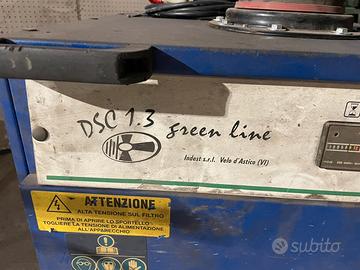 DSC 1.3
green line
Indest s.r.l. Velo d'Astico (VI)
ATTENZIONE
ALTA TENSIONE SUL FILTRO
PRIMA DI APRIRE LO SPORTELLO
TOGLIERE LA TENSIONE DI ALIMENTAZIONE
ALL'APPARECCHIO
subito